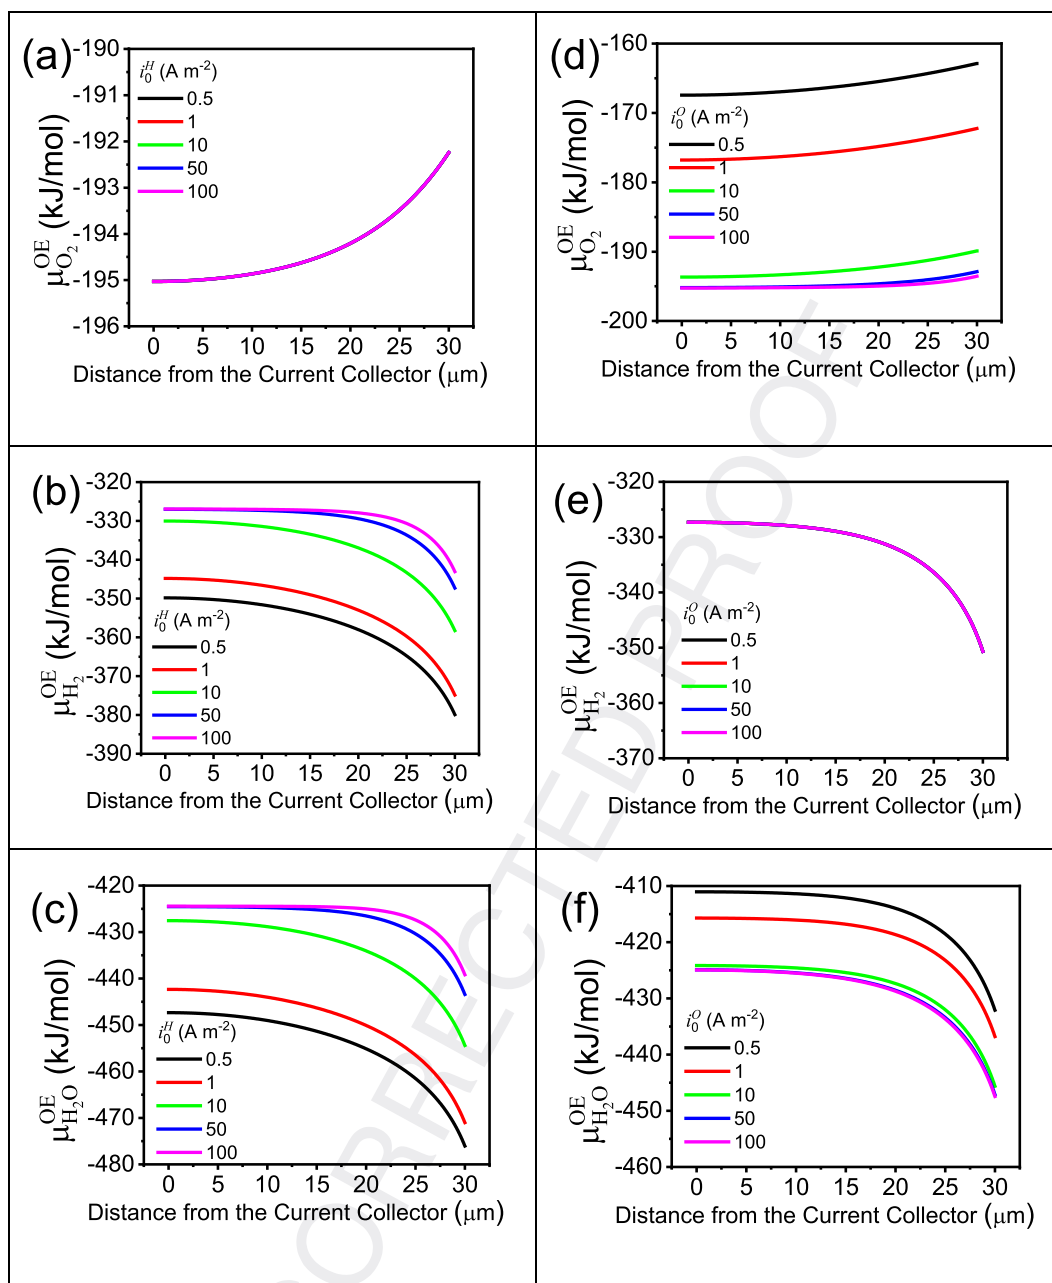 (a)
μ_{O_2}^{OE} (kJ/mol)
-190
-191
-192
-193
-194
-195
-196
i_0^H (A m^{-2})
0.5
1
10
50
100
0 5 10 15 20 25 30
Distance from the Current Collector (μm)
(d)
μ_{O_2}^{OE} (kJ/mol)
-160
-170
-180
-190
-200
i_0^O (A m^{-2})
0.5
1
10
50
100
0 5 10 15 20 25 30
Distance from the Current Collector (μm)
(b)
μ_{H_2}^{OE} (kJ/mol)
-320
-330
-340
-350
-360
-370
-380
-390
i_0^H (A m^{-2})
0.5
1
10
50
100
0 5 10 15 20 25 30
Distance from the Current Collector (μm)
(e)
μ_{H_2}^{OE} (kJ/mol)
-320
-330
-340
-350
-360
-370
i_0^O (A m^{-2})
0.5
1
10
50
100
0 5 10 15 20 25 30
Distance from the Current Collector (μm)
(c)
μ_{H_2O}^{OE} (kJ/mol)
-420
-430
-440
-450
-460
-470
-480
i_0^H (A m^{-2})
0.5
1
10
50
100
0 5 10 15 20 25 30
Distance from the Current Collector (μm)
(f)
μ_{H_2O}^{OE} (kJ/mol)
-410
-420
-430
-440
-450
-460
i_0^O (A m^{-2})
0.5
1
10
50
100
0 5 10 15 20 25 30
Distance from the Current Collector (μm)
ORRECTED PROOF